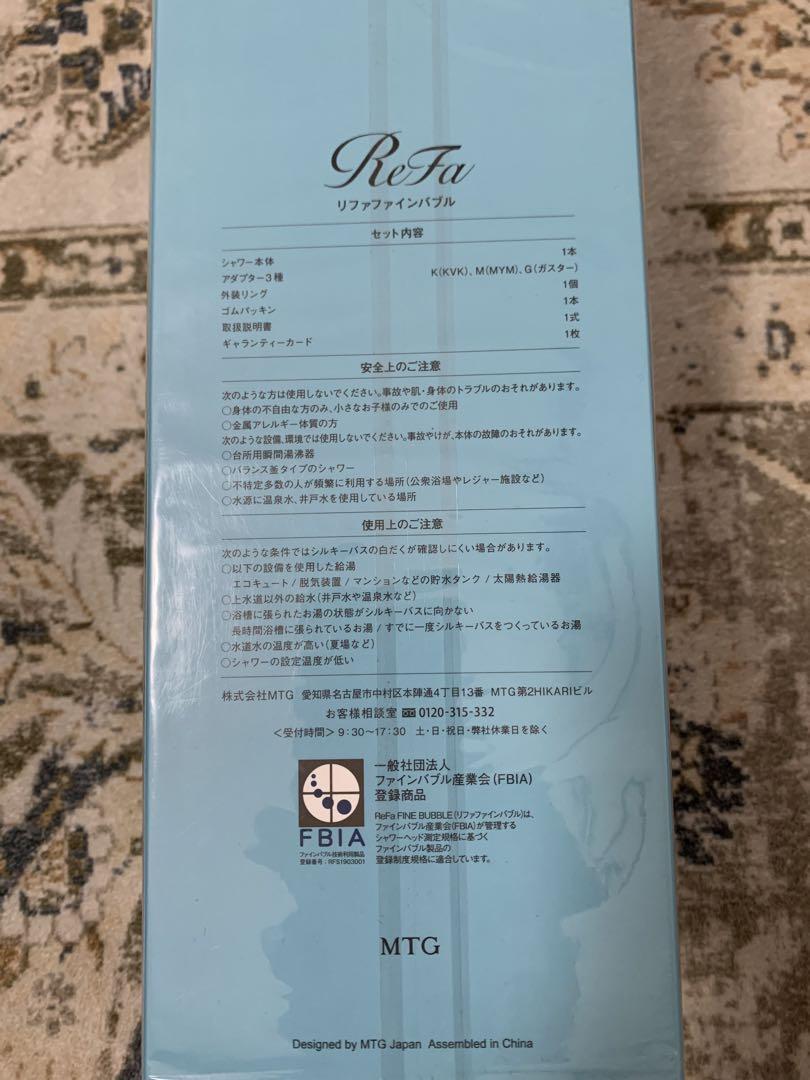 ReFa
リファファインバブル
セット内容
シャワー本体 1本
アダプター3種 K(KVK)、M(MYM)、G(ガスター)
外装リング 1個
ゴムパッキン 1本
取扱説明書 1式
ギャランティーカード 1枚
安全上のご注意
次のような方は使用しないでください。事故や肌・身体のトラブルのおそれがあります。
○身体の不自由な方のみ、小さなお子様のみでのご使用
○金属アレルギー体質の方
次のような設備、環境では使用しないでください。事故やけが、本体の故障のおそれがあります。
○台所用瞬間湯沸器
○バランス釜タイプのシャワー
○不特定多数の人が頻繁に利用する場所(公衆浴場やレジャー施設など)
○水源に温泉水、井戸水を使用している場所
使用上のご注意
次のような条件ではシルキーバスの白だくが確認しにくい場合があります。
○以下の設備を使用した給湯
エコキュート / 脱気装置 / マンションなどの貯水タンク / 太陽熱給湯器
○上水道以外の給水(井戸水や温泉水など)
○浴槽に張られたお湯の状態がシルキーバスに向かない
長時間浴槽に張られているお湯 / すでに一度シルキーバスをつくっているお湯
○水道水の温度が高い(夏場など)
○シャワーの設定温度が低い
株式会社MTG 愛知県名古屋市中村区本陣通4丁目13番 MTG第2HIKARIビル
お客様相談室 0120-315-332
<受付時間> 9:30~17:30 土・日・祝日・弊社休業日を除く
FBIA
ファインバブル技術利用製品
登録番号:RFS1903001
一般社団法人
ファインバブル産業会(FBIA)
登録商品
ReFa FINE BUBBLE(リファファインバブル)は、
ファインバブル産業会(FBIA)が管理する
シャワーヘッド測定規格に基づく
ファインバブル製品の
登録制度規格に適合しています。
MTG
Designed by MTG Japan Assembled in China